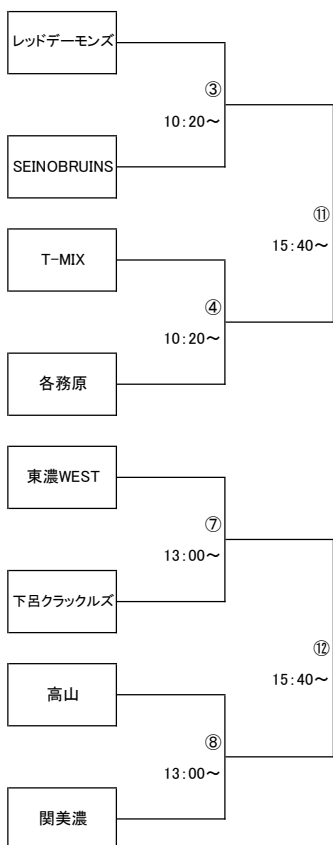 レッドデーモンズ
③
10:20～
SEINOBRUINS
⑪
15:40～
T-MIX
④
10:20～
各務原
東濃WEST
⑦
13:00～
下呂クラックルズ
⑫
15:40～
高山
⑧
13:00～
関美濃